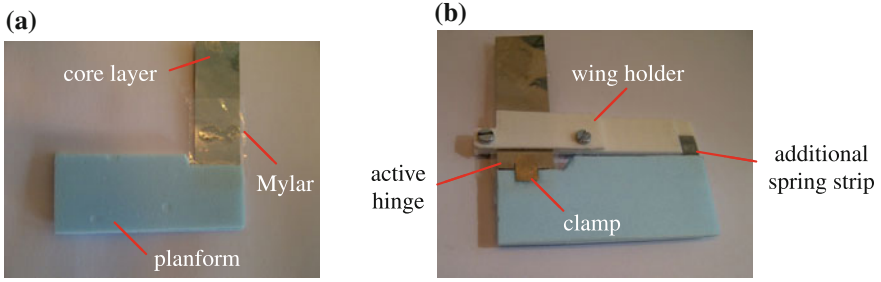 (a)
core layer
Mylar
planform
(b)
wing holder
active
hinge
clamp
additional
spring strip